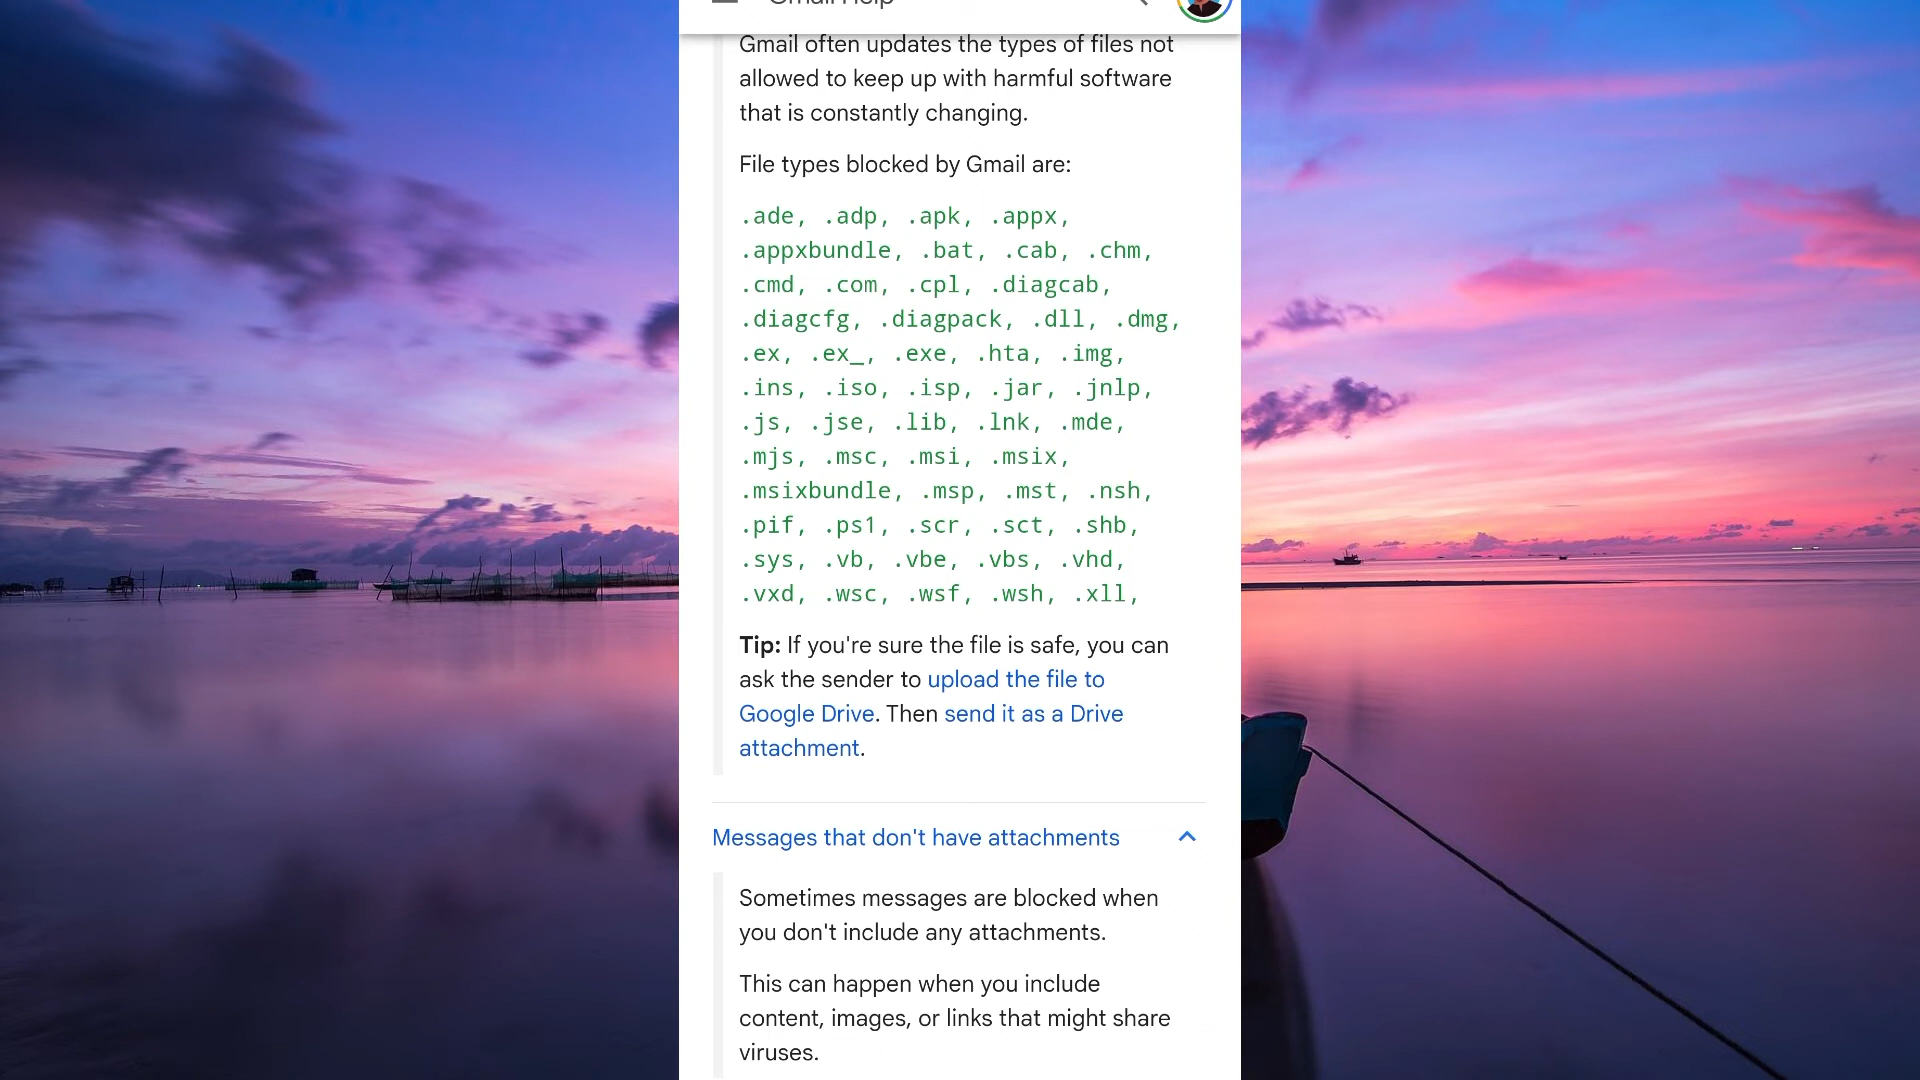 Gmail Help
Gmail often updates the types of files not
allowed to keep up with harmful software
that is constantly changing.
File types blocked by Gmail are:
.ade, .adp, .apk, .appx,
.appxbundle, .bat, .cab, .chm,
.cmd, .com, .cpl, .diagcab,
.diagcfg, .diagpack, .dll, .dmg,
.ex, .ex_, .exe, .hta, .img,
.ins, .iso, .isp, .jar, .jnlp,
.js, .jse, .lib, .lnk, .mde,
.mjs, .msc, .msi, .msix,
.msixbundle, .msp, .mst, .nsh,
.pif, .ps1, .scr, .sct, .shb,
.sys, .vb, .vbe, .vbs, .vhd,
.vxd, .wsc, .wsf, .wsh, .xll,
Tip: If you're sure the file is safe, you can
ask the sender to upload the file to
Google Drive. Then send it as a Drive
attachment.
Messages that don't have attachments
Sometimes messages are blocked when
you don't include any attachments.
This can happen when you include
content, images, or links that might share
viruses.